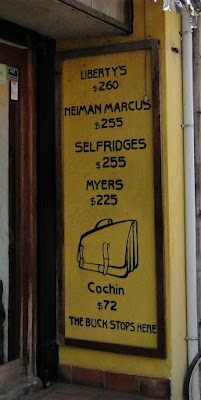 LIBERTY'S
$260
NEIMAN MARCUS
$255
SELFRIDGES
$255
MYERS
$225
Cochin
$72
THE BUCK STOPS HERE